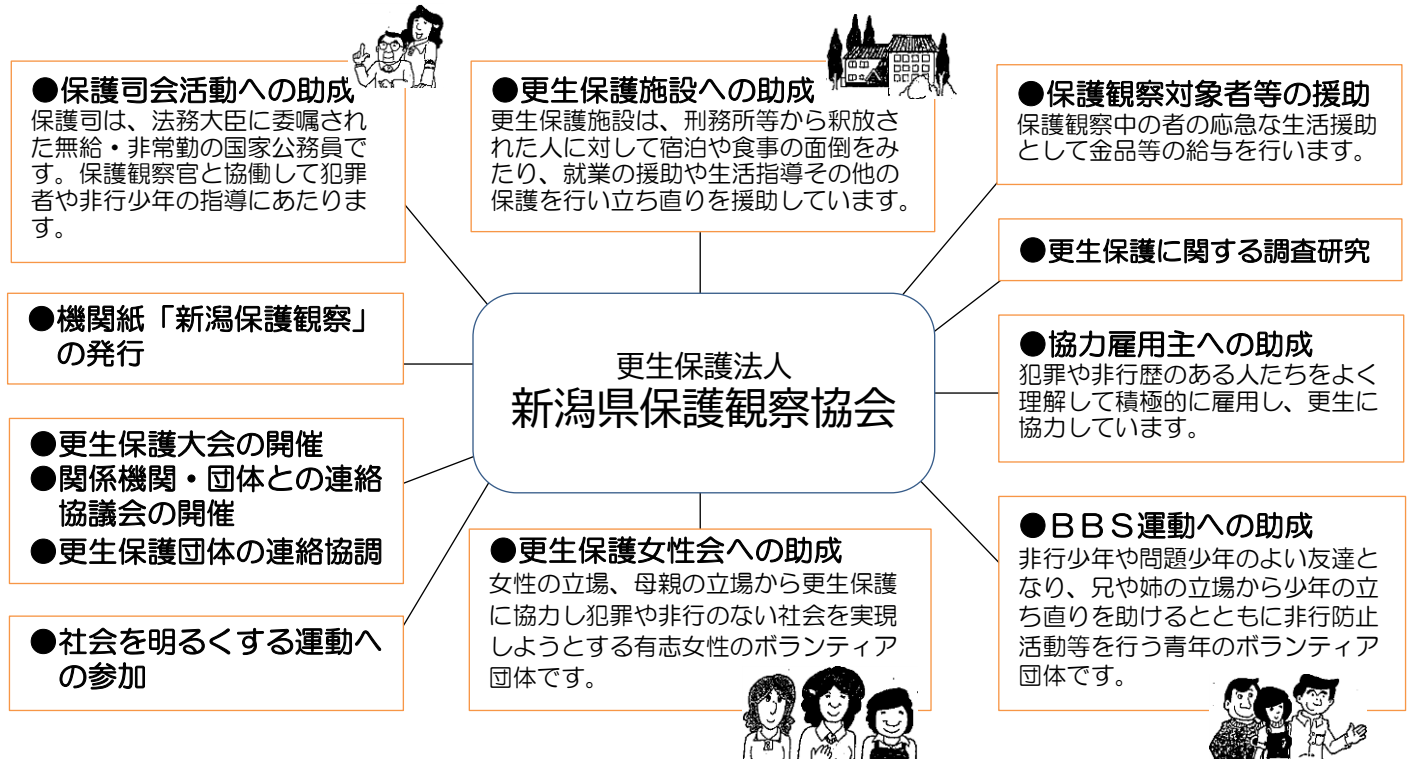 ●保護司会活動への助成
保護司は、法務大臣に委嘱され
た無給・非常勤の国家公務員で
す。保護観察官と協働して犯罪
者や非行少年の指導にあたりま
す。
●更生保護施設への助成
更生保護施設は、刑務所等から釈放さ
れた人に対して宿泊や食事の面倒をみ
たり、就業の援助や生活指導その他の
保護を行い立ち直りを援助しています。
●保護観察対象者等の援助
保護観察中の者の応急な生活援助
として金品等の給与を行います。
●更生保護に関する調査研究
●機関紙「新潟保護観察」
の発行
更生保護法人
新潟県保護観察協会
●協力雇用主への助成
犯罪や非行歴のある人たちをよく
理解して積極的に雇用し、更生に
協力しています。
●更生保護大会の開催
●関係機関・団体との連絡
協議会の開催
●更生保護団体の連絡協調
●社会を明るくする運動へ
の参加
●更生保護女性会への助成
女性の立場、母親の立場から更生保護
に協力し犯罪や非行のない社会を実現
しようとする有志女性のボランティア
団体です。
●ＢＢＳ運動への助成
非行少年や問題少年のよい友達と
なり、兄や姉の立場から少年の立
ち直りを助けるとともに非行防止
活動等を行う青年のボランティア
団体です。